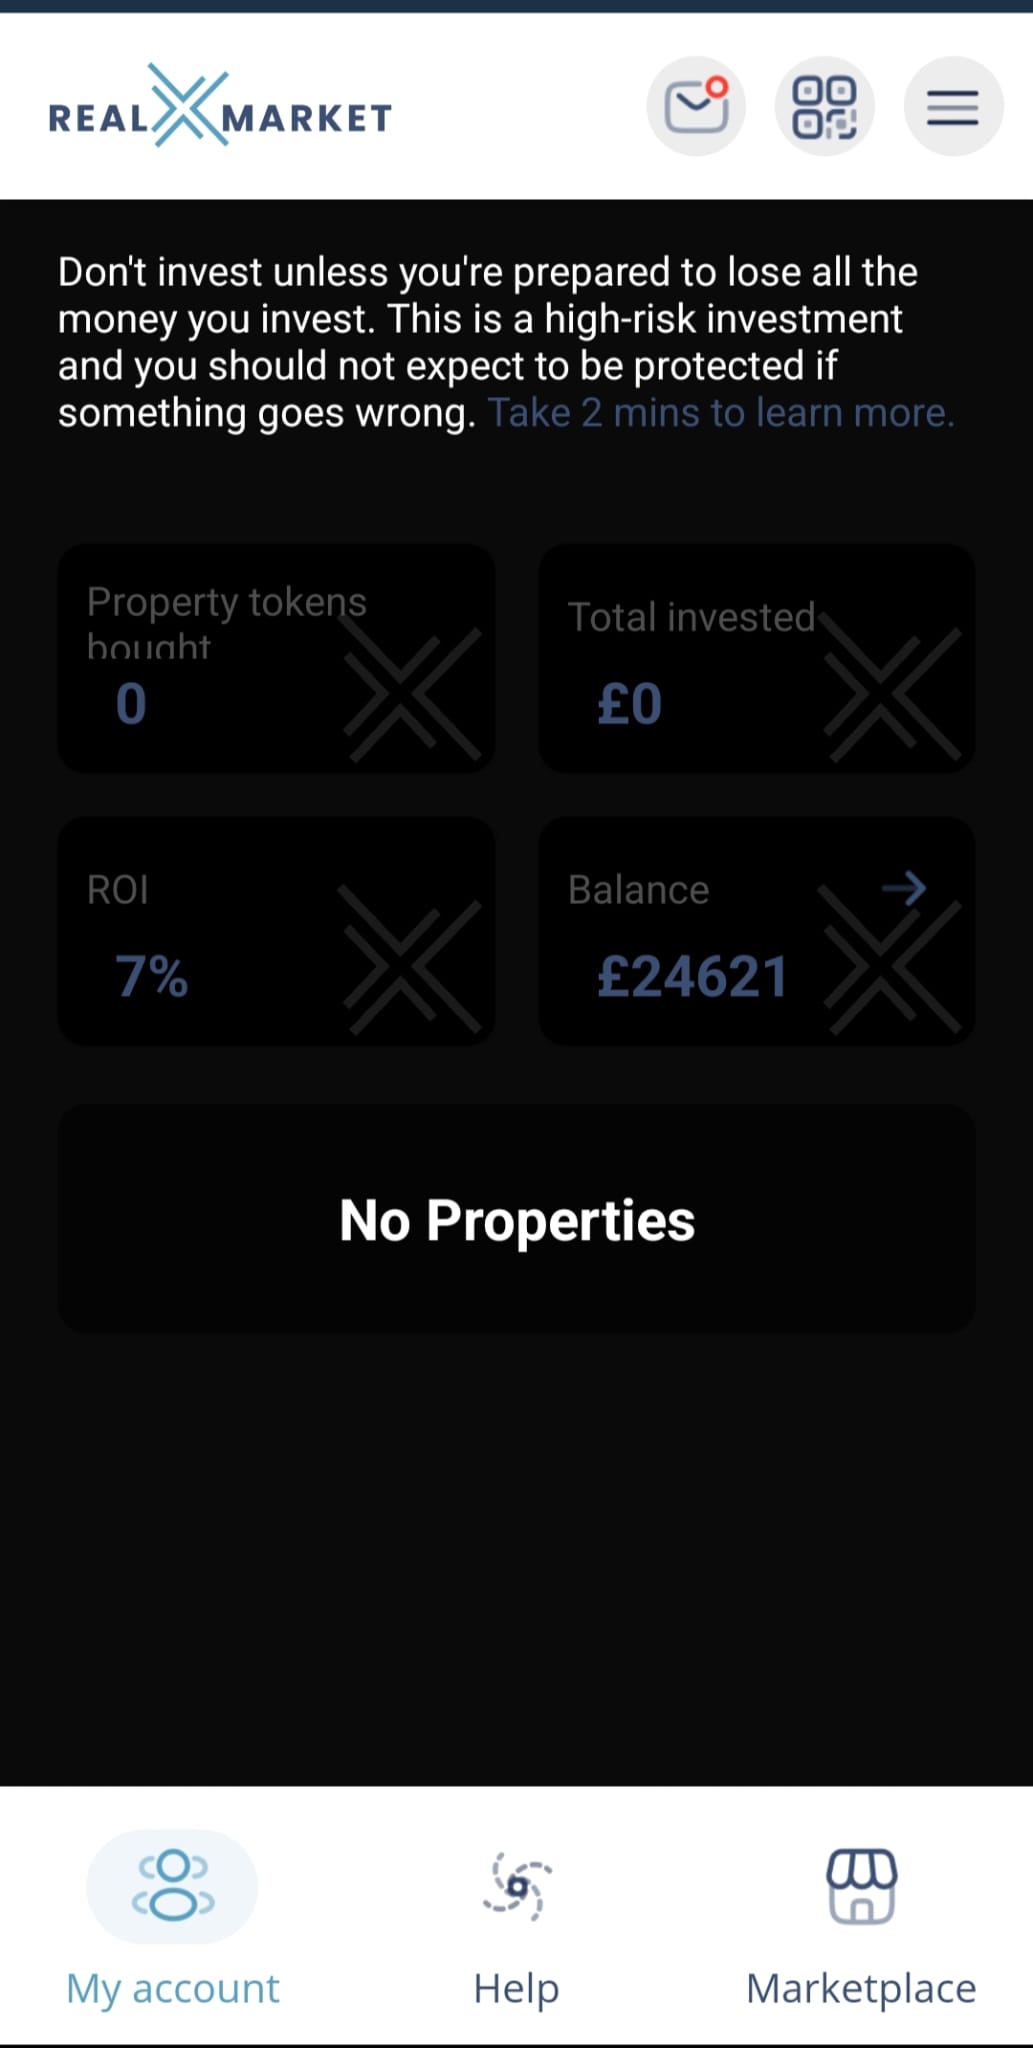 REAL MARKET
Don't invest unless you're prepared to lose all the
money you invest. This is a high-risk investment
and you should not expect to be protected if
something goes wrong. Take 2 mins to learn more.
Property tokens
bought
0
Total invested
£0
ROI
7%
Balance
£24621
No Properties
My account
Help
Marketplace